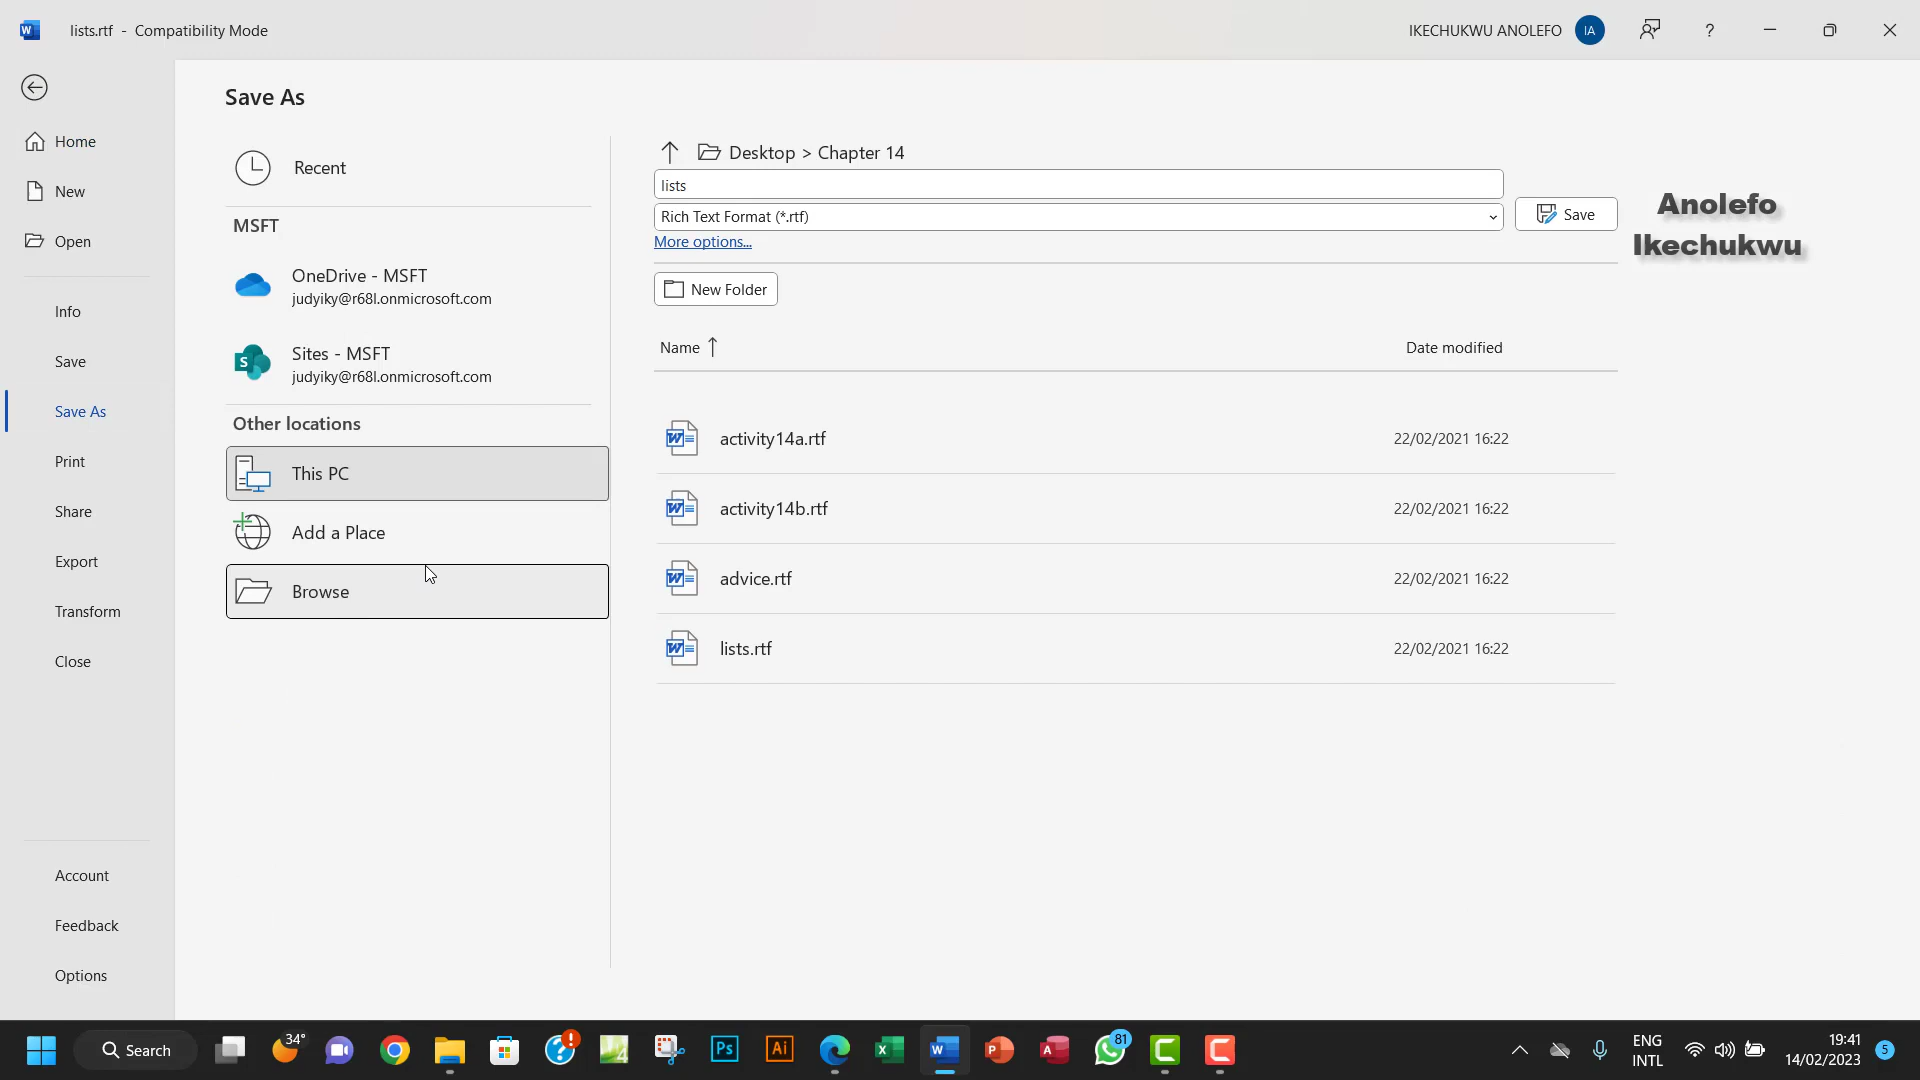 lists.rtf - Compatibility Mode
IKECHUKWU ANOLEFO
IA
?
Home
New
Open
Info
Save
Save As
Print
Share
Export
Transform
Close
Account
Feedback
Options
Save As
Recent
MSFT
OneDrive - MSFT
judyiky@r68l.onmicrosoft.com
Sites - MSFT
judyiky@r68l.onmicrosoft.com
Other locations
This PC
Add a Place
Browse
Desktop > Chapter 14
lists
Rich Text Format (*.rtf)
Save
More options...
New Folder
Name
Date modified
activity14a.rtf 22/02/2021 16:22
activity14b.rtf 22/02/2021 16:22
advice.rtf 22/02/2021 16:22
lists.rtf 22/02/2021 16:22
Anolefo
Ikechukwu
Search
34°
81
ENG
INTL
19:41
14/02/2023
5